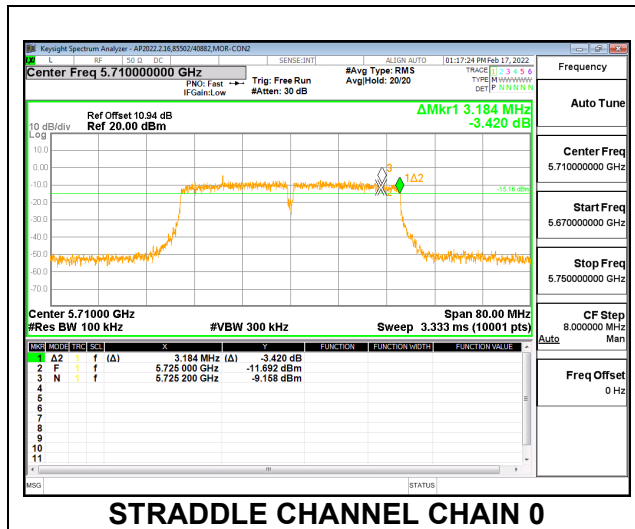 Keysight Spectrum Analyzer - AP2022.2.16,85502/40882,MOR-CON2
LXI L RF 50 Ω DC SENSE:INT ALIGN AUTO 01:17:24 PM Feb 17, 2022
Center Freq 5.710000000 GHz #Avg Type: RMS TRACE 1 2 3 4 5 6
PNO: Fast Trig: Free Run Avg|Hold: 20/20 TYPE M W W W W W
IFGain:Low #Atten: 30 dB DET P N N N N N
Frequency
Auto Tune
Center Freq
5.710000000 GHz
Start Freq
5.670000000 GHz
Stop Freq
5.750000000 GHz
CF Step
8.000000 MHz
Auto Man
Freq Offset
0 Hz
ΔMkr1 3.184 MHz
-3.420 dB
Ref Offset 10.94 dB
10 dB/div Ref 20.00 dBm
Log
10.0
0.00
-10.0
-20.0
-30.0
-40.0
-50.0
-60.0
-70.0
3
1Δ2
-15.16 dBm
Center 5.71000 GHz Span 80.00 MHz
#Res BW 100 kHz #VBW 300 kHz Sweep 3.333 ms (10001 pts)
MKR MODE TRC SCL X Y FUNCTION FUNCTION WIDTH FUNCTION VALUE
1 Δ2 1 f (Δ) 3.184 MHz (Δ) -3.420 dB
2 F 1 f 5.725 000 GHz -11.692 dBm
3 N 1 f 5.725 200 GHz -9.158 dBm
4
5
6
7
8
9
10
11
MSG STATUS
STRADDLE CHANNEL CHAIN 0